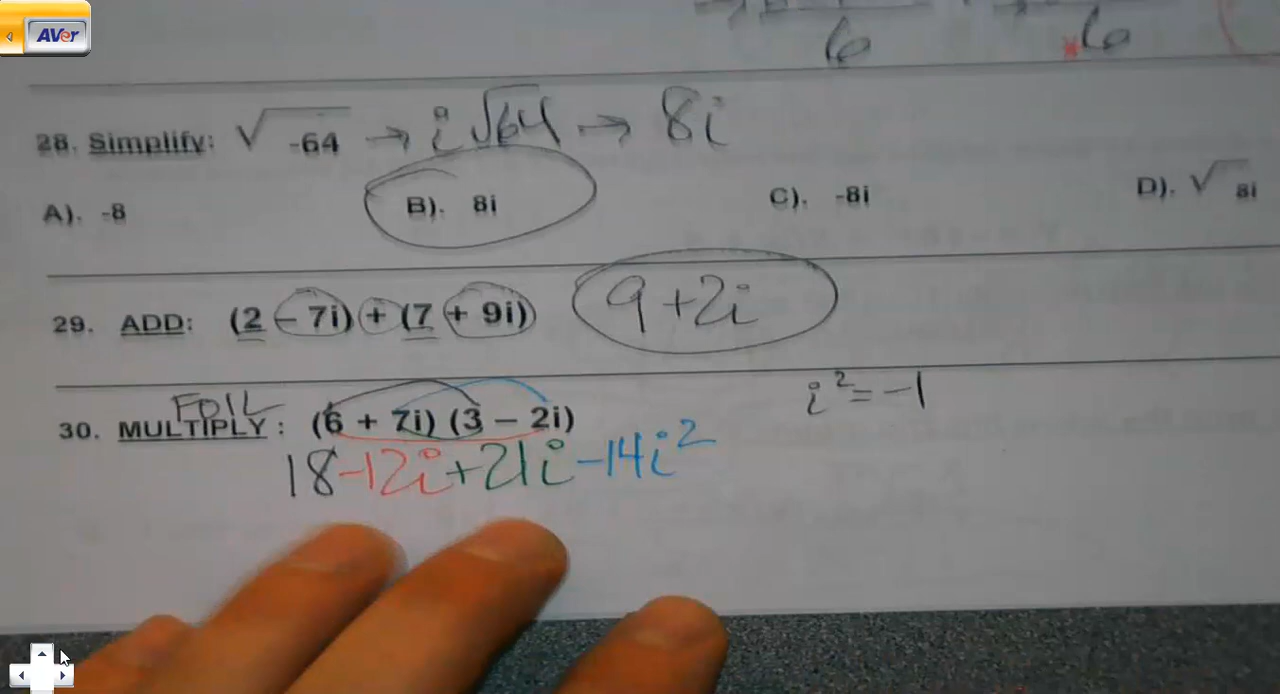 AVer
6 6
28. Simplify: √-64 → i√64 → 8i
A). -8 B). 8i C). -8i D). √8i
29. ADD: (2 – 7i) + (7 + 9i) 9+2i
i² = -1
FOIL
30. MULTIPLY: (6 + 7i) (3 – 2i)
18-12i+21i-14i²